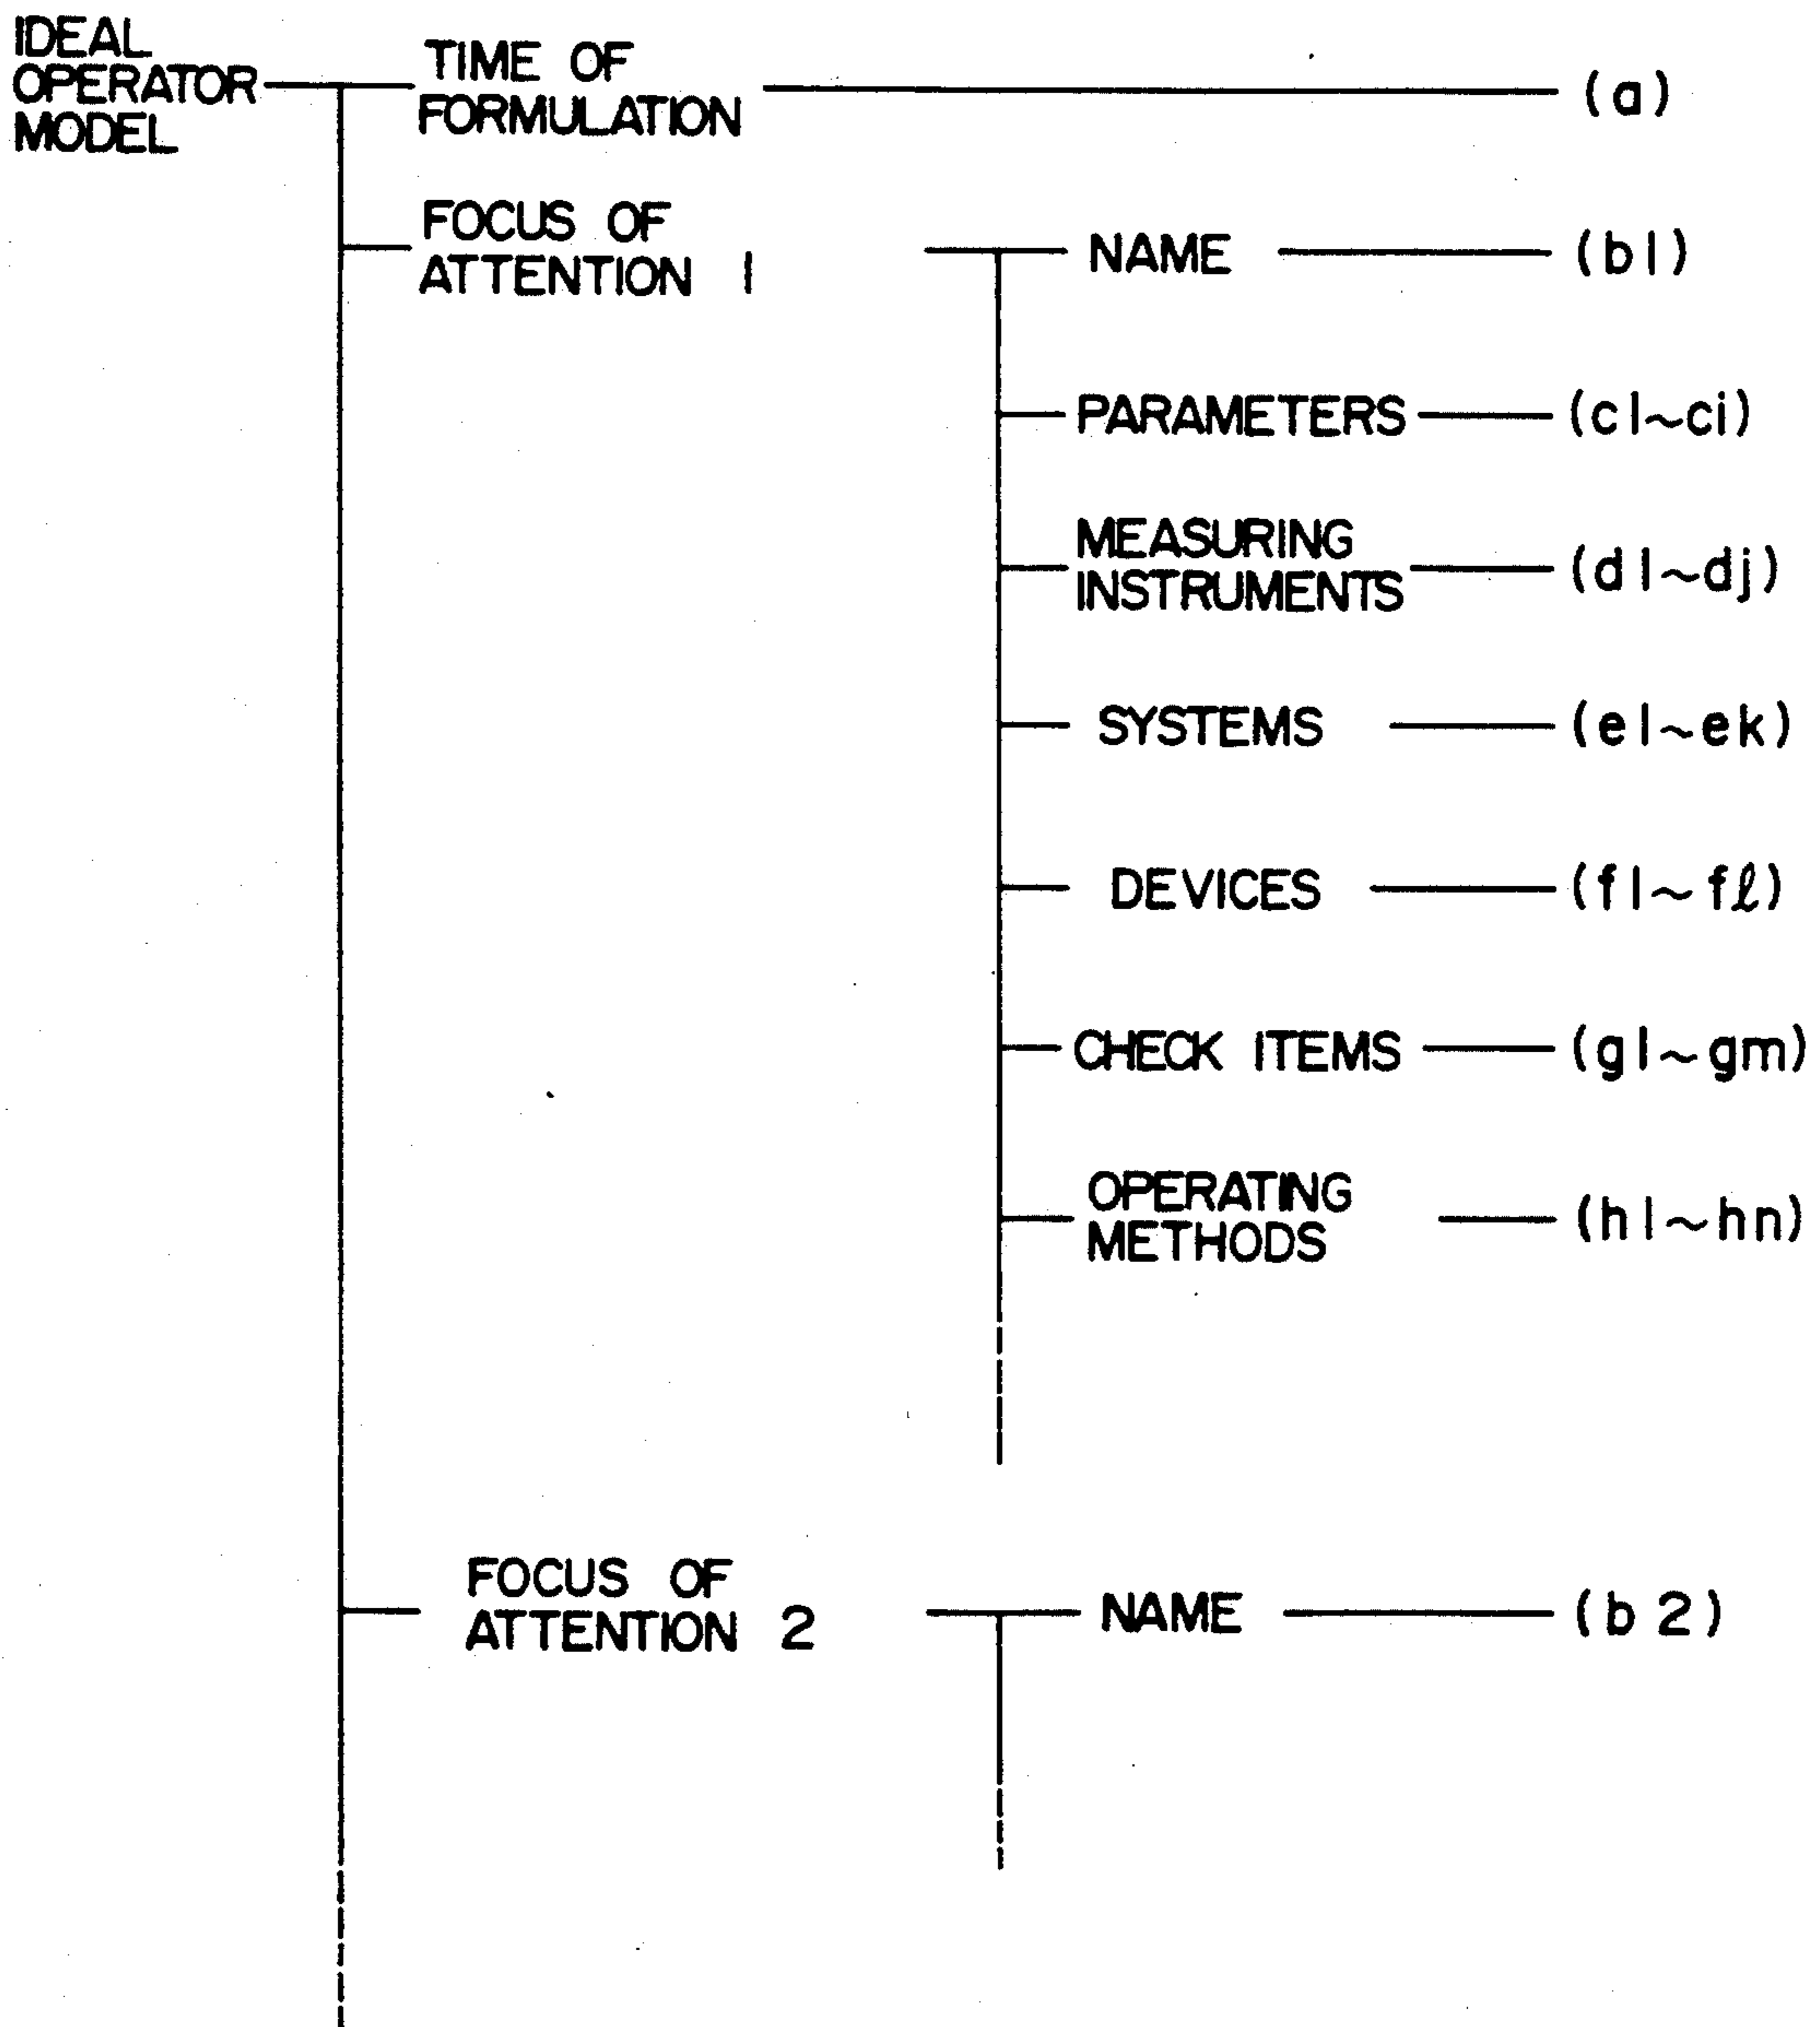 IDEAL
OPERATOR
MODEL
TIME OF
FORMULATION
(a)
FOCUS OF
ATTENTION 1
NAME
(b1)
PARAMETERS
(c1~ci)
MEASURING
INSTRUMENTS
(d1~dj)
SYSTEMS
(e1~ek)
DEVICES
(f1~fℓ)
CHECK ITEMS
(g1~gm)
OPERATING
METHODS
(h1~hn)
FOCUS OF
ATTENTION 2
NAME
(b2)